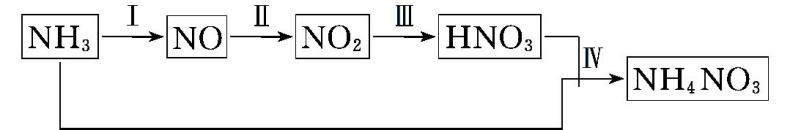 Ⅰ Ⅱ Ⅲ
NH₃ NO NO₂ HNO₃
Ⅳ
NH₄NO₃